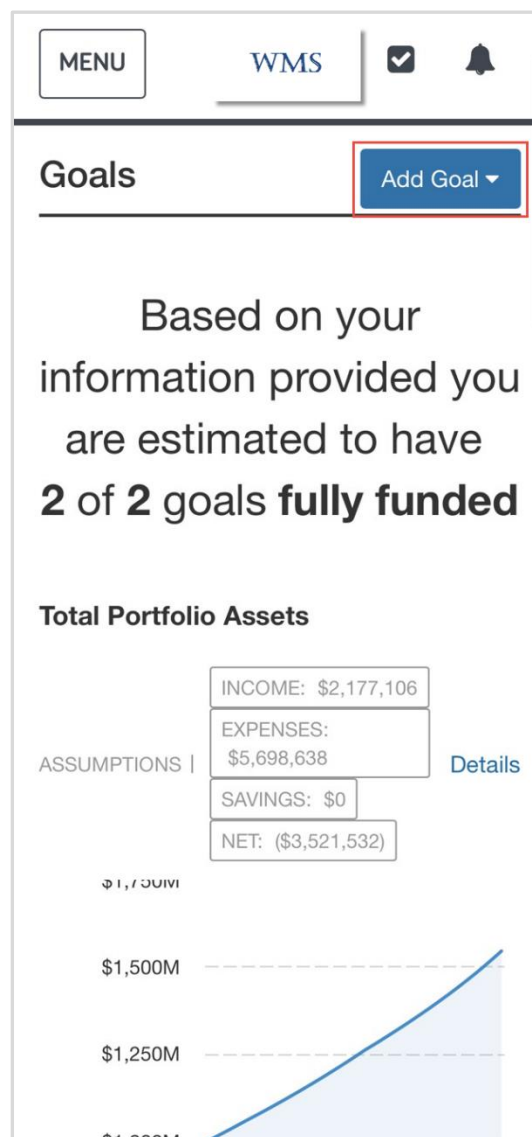 MENU
WMS
Goals
Add Goal
Based on your
information provided you
are estimated to have
2 of 2 goals fully funded
Total Portfolio Assets
ASSUMPTIONS |
INCOME: $2,177,106
EXPENSES:
$5,698,638
SAVINGS: $0
NET: ($3,521,532)
Details
$1,750M
$1,500M
$1,250M